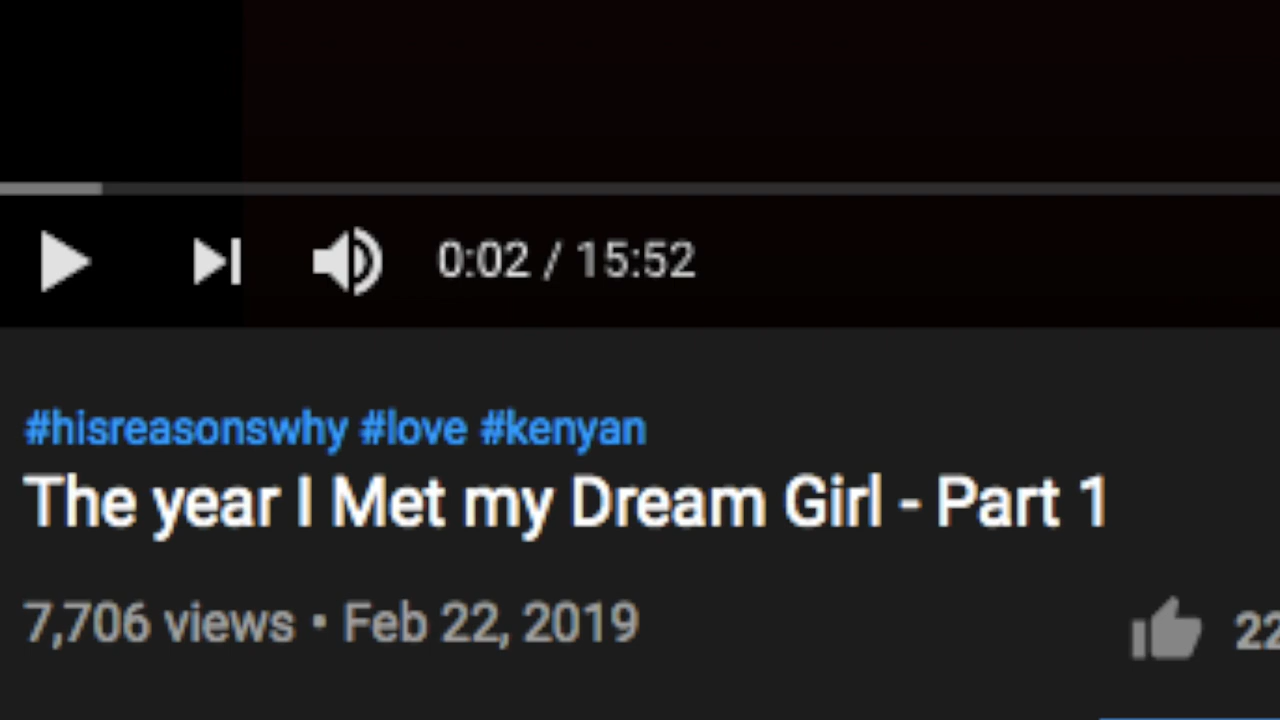 0:02 / 15:52
#hisreasonswhy #love #kenyan
The year I Met my Dream Girl - Part 1
7,706 views • Feb 22, 2019
22